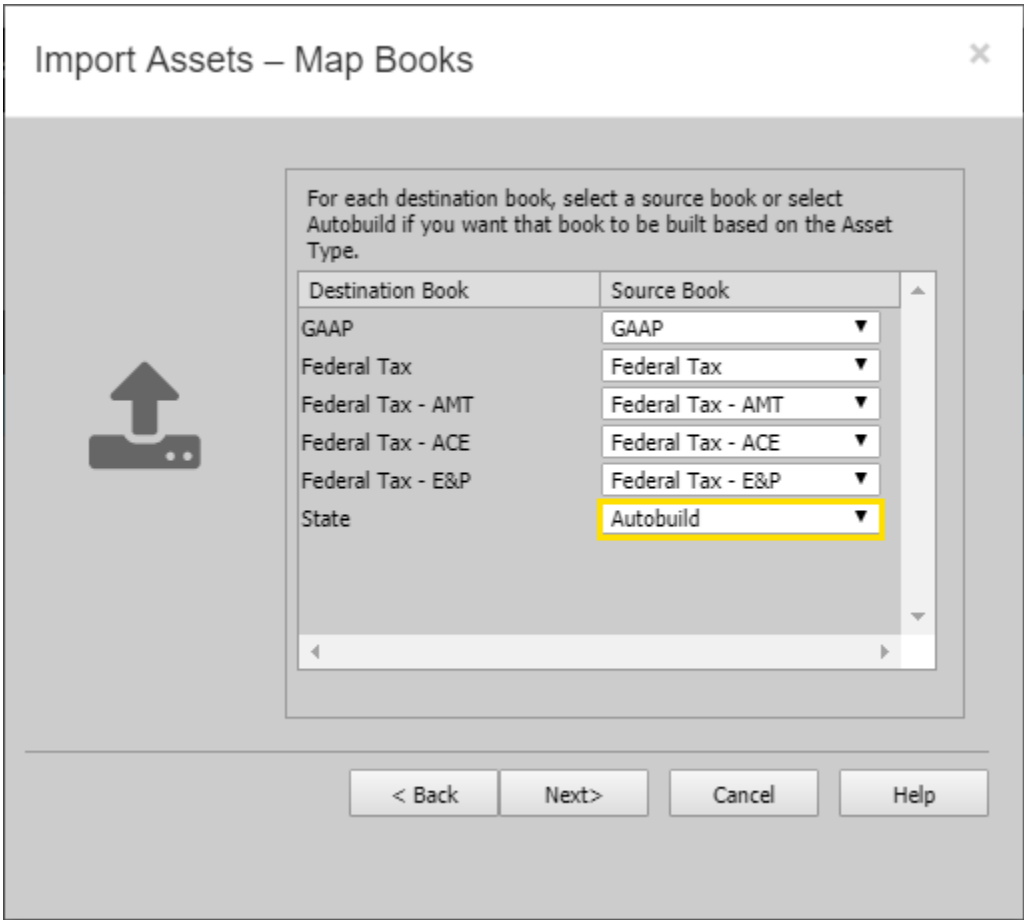 Import Assets – Map Books
×
For each destination book, select a source book or select
Autobuild if you want that book to be built based on the Asset
Type.
Destination Book Source Book
GAAP GAAP
Federal Tax Federal Tax
Federal Tax - AMT Federal Tax - AMT
Federal Tax - ACE Federal Tax - ACE
Federal Tax - E&P Federal Tax - E&P
State Autobuild
< Back Next> Cancel Help